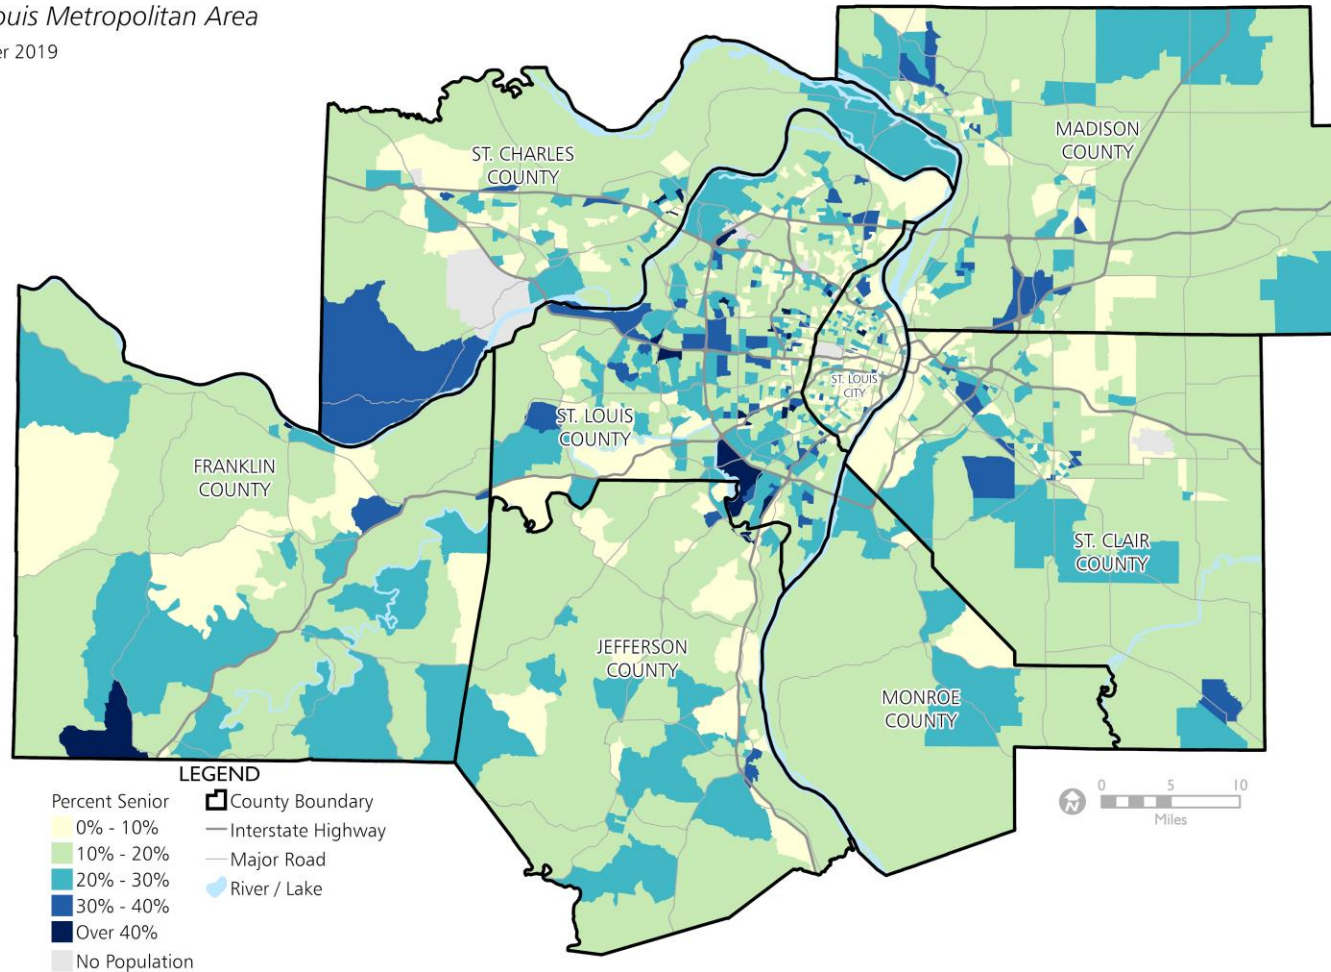 ouis Metropolitan Area
er 2019
MADISON
COUNTY
ST. CHARLES
COUNTY
ST. LOUIS
CITY
ST. LOUIS
COUNTY
FRANKLIN
COUNTY
ST. CLAIR
COUNTY
JEFFERSON
COUNTY
MONROE
COUNTY
LEGEND
Percent Senior
0% - 10%
10% - 20%
20% - 30%
30% - 40%
Over 40%
No Population
County Boundary
Interstate Highway
Major Road
River / Lake
N
0 5 10
Miles